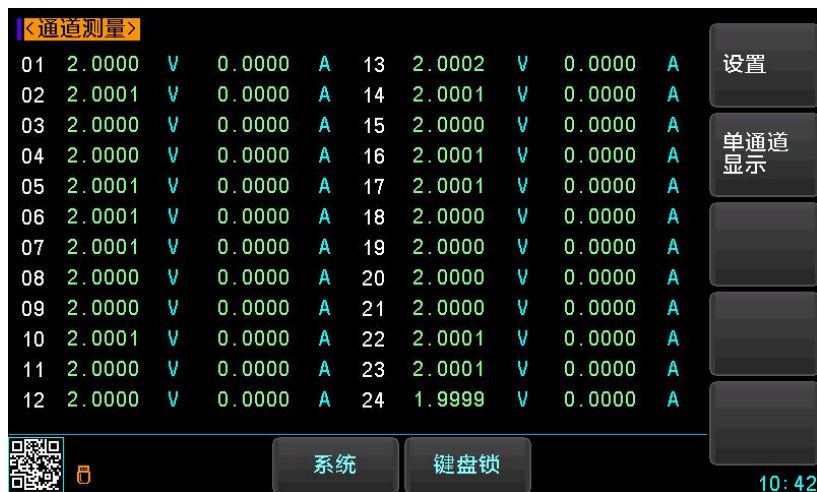 <通道测量>
01 2.0000 V 0.0000 A 13 2.0002 V 0.0000 A
02 2.0001 V 0.0000 A 14 2.0001 V 0.0000 A
03 2.0000 V 0.0000 A 15 2.0000 V 0.0000 A
04 2.0000 V 0.0000 A 16 2.0001 V 0.0000 A
05 2.0001 V 0.0000 A 17 2.0001 V 0.0000 A
06 2.0001 V 0.0000 A 18 2.0000 V 0.0000 A
07 2.0001 V 0.0000 A 19 2.0000 V 0.0000 A
08 2.0000 V 0.0000 A 20 2.0000 V 0.0000 A
09 2.0000 V 0.0000 A 21 2.0000 V 0.0000 A
10 2.0001 V 0.0000 A 22 2.0001 V 0.0000 A
11 2.0000 V 0.0000 A 23 2.0001 V 0.0000 A
12 2.0000 V 0.0000 A 24 1.9999 V 0.0000 A
设置
单通道
显示
系统
键盘锁
10:42